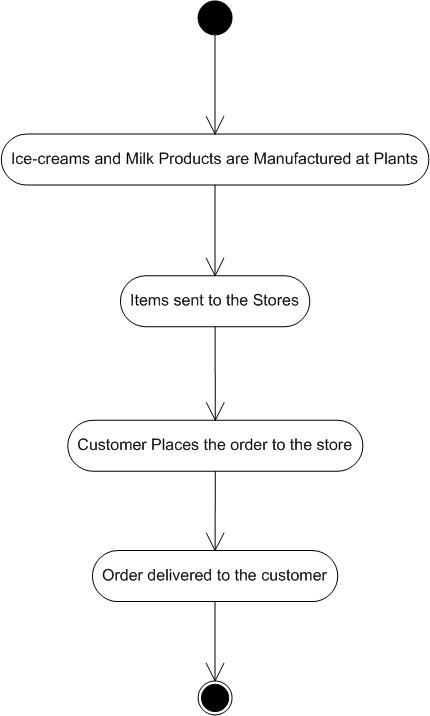 Ice-creams and Milk Products are Manufactured at Plants
Items sent to the Stores
Customer Places the order to the store
Order delivered to the customer